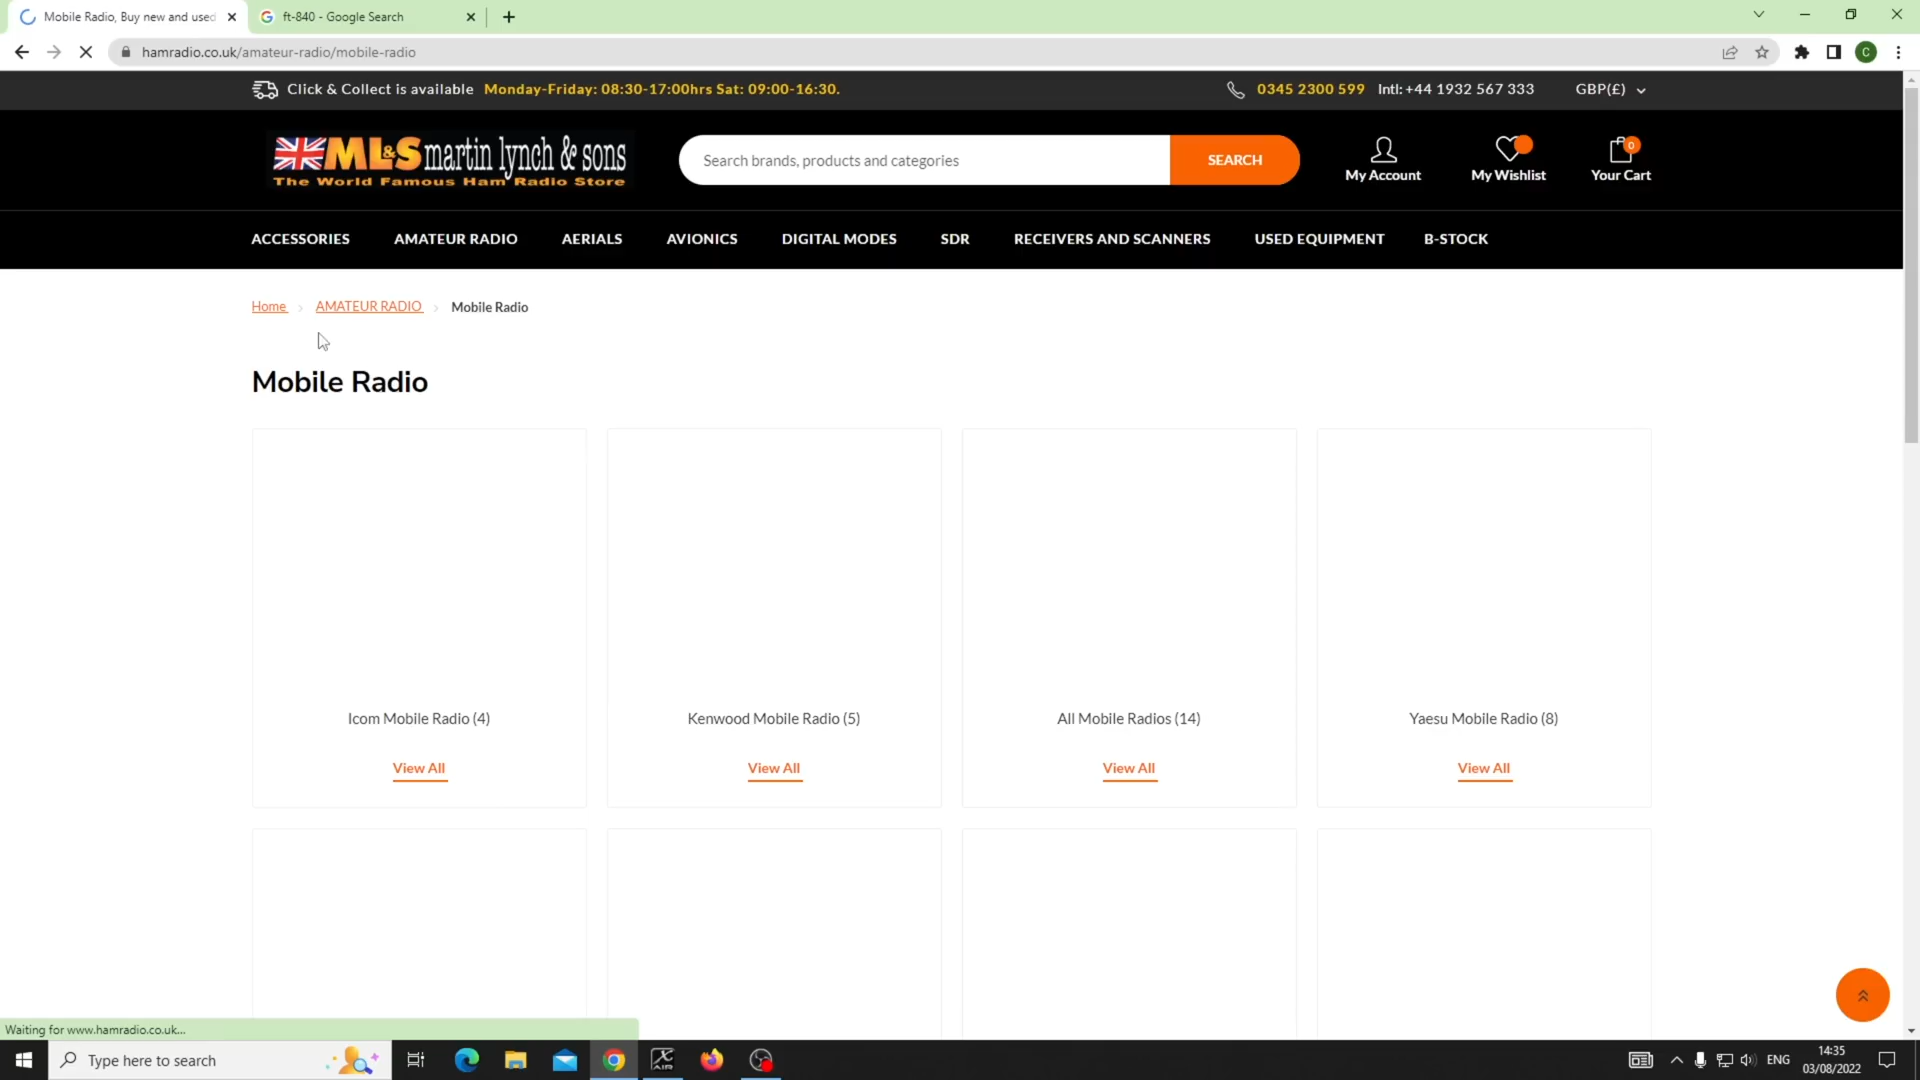 Mobile Radio, Buy new and used
ft-840 - Google Search
hamradio.co.uk/amateur-radio/mobile-radio
C
Click & Collect is available Monday-Friday: 08:30-17:00hrs Sat: 09:00-16:30.
0345 2300 599 Intl: +44 1932 567 333 GBP(£)
ML&S martin lynch & sons
The World Famous Ham Radio Store
Search brands, products and categories
SEARCH
My Account
My Wishlist
0
Your Cart
ACCESSORIES AMATEUR RADIO AERIALS AVIONICS DIGITAL MODES SDR RECEIVERS AND SCANNERS USED EQUIPMENT B-STOCK
Home > AMATEUR RADIO > Mobile Radio
Mobile Radio
Icom Mobile Radio (4)
View All
Kenwood Mobile Radio (5)
View All
All Mobile Radios (14)
View All
Yaesu Mobile Radio (8)
View All
Waiting for www.hamradio.co.uk...
Type here to search
X AIR
ENG
14:35
03/08/2022